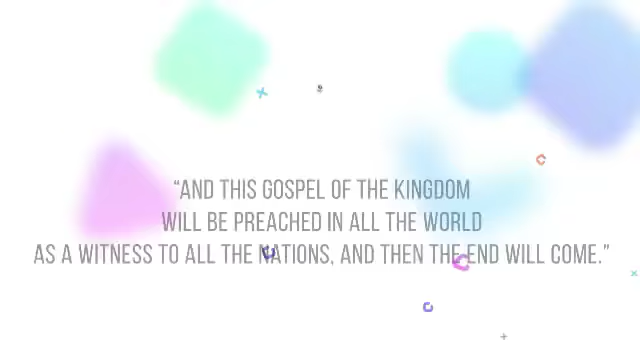 “AND THIS GOSPEL OF THE KINGDOM
WILL BE PREACHED IN ALL THE WORLD
AS A WITNESS TO ALL THE NATIONS, AND THEN THE END WILL COME.”